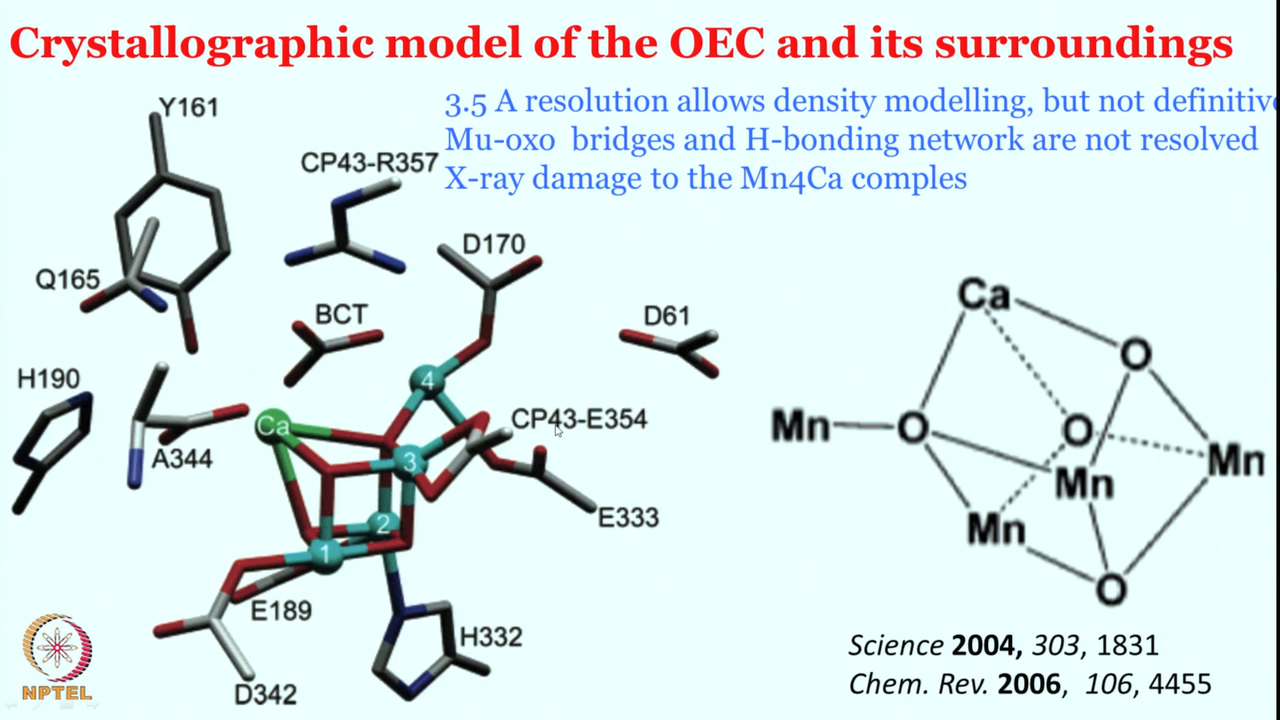 Crystallographic model of the OEC and its surroundings
3.5 A resolution allows density modelling, but not definitive
Mu-oxo bridges and H-bonding network are not resolved
X-ray damage to the Mn4Ca comples
Y161
CP43-R357
D170
Q165
BCT
D61
H190
4
Ca
CP43-E354
A344
3
E333
2
1
E189
H332
D342
Ca
O
Mn
O
O
Mn
Mn
Mn
O
Science 2004, 303, 1831
Chem. Rev. 2006, 106, 4455
NPTEL